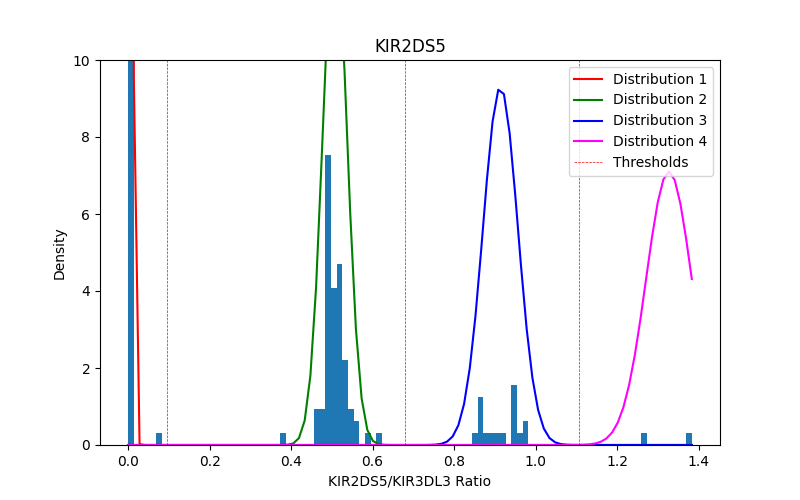 KIR2DS5
Distribution 1
Distribution 2
Distribution 3
Distribution 4
Thresholds
Density
10
8
6
4
2
0
0.0 0.2 0.4 0.6 0.8 1.0 1.2 1.4
KIR2DS5/KIR3DL3 Ratio